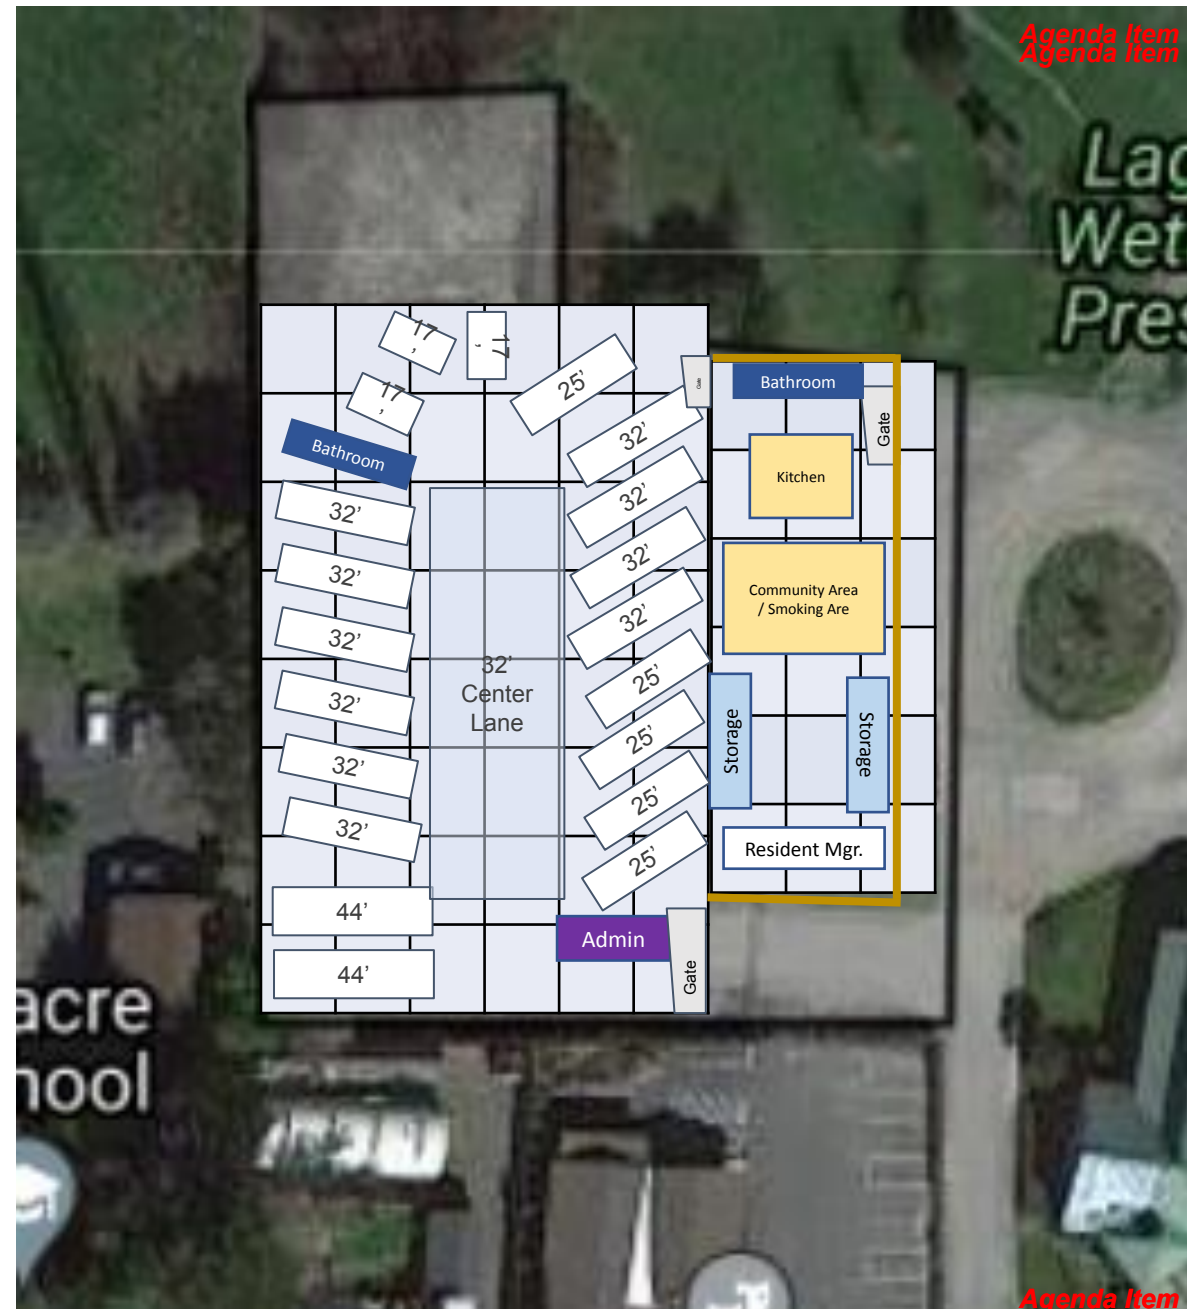 Agenda Item
Agenda Item
Lag
Wet
Pres
17'
17'
17'
25'
Gate
Bathroom
Gate
Bathroom
32'
Kitchen
32'
32'
32'
32'
32'
Community Area
/ Smoking Are
32'
32'
32'
Center
Lane
25'
32'
25'
Storage
Storage
32'
25'
32'
25'
Resident Mgr.
44'
Admin
Gate
44'
acre
hool
P
Agenda Item